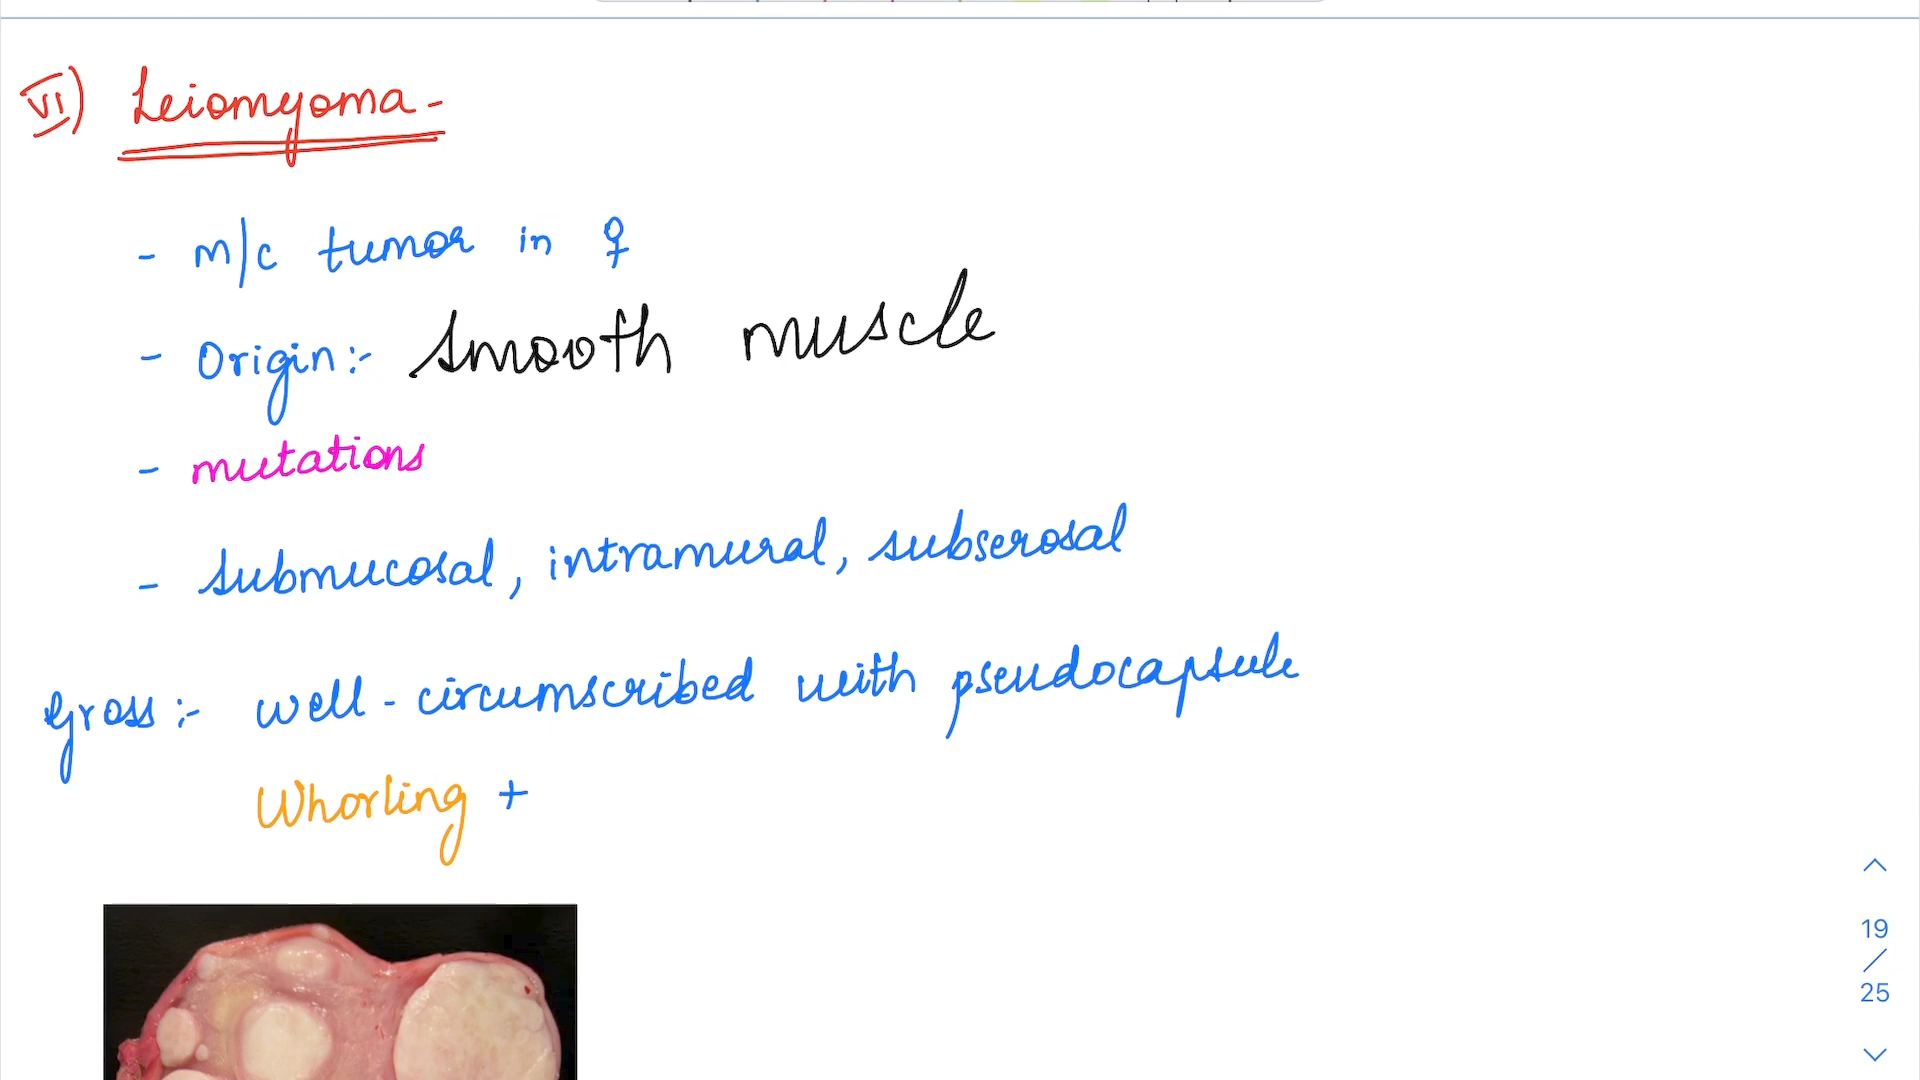 VI) Leiomyoma -
- m/c tumor in ♀
- Origin:- Smooth muscle
- mutations
- Submucosal, intramural, subserosal
Gross:- well-circumscribed with pseudocapsule
Whorling +
19
/
25